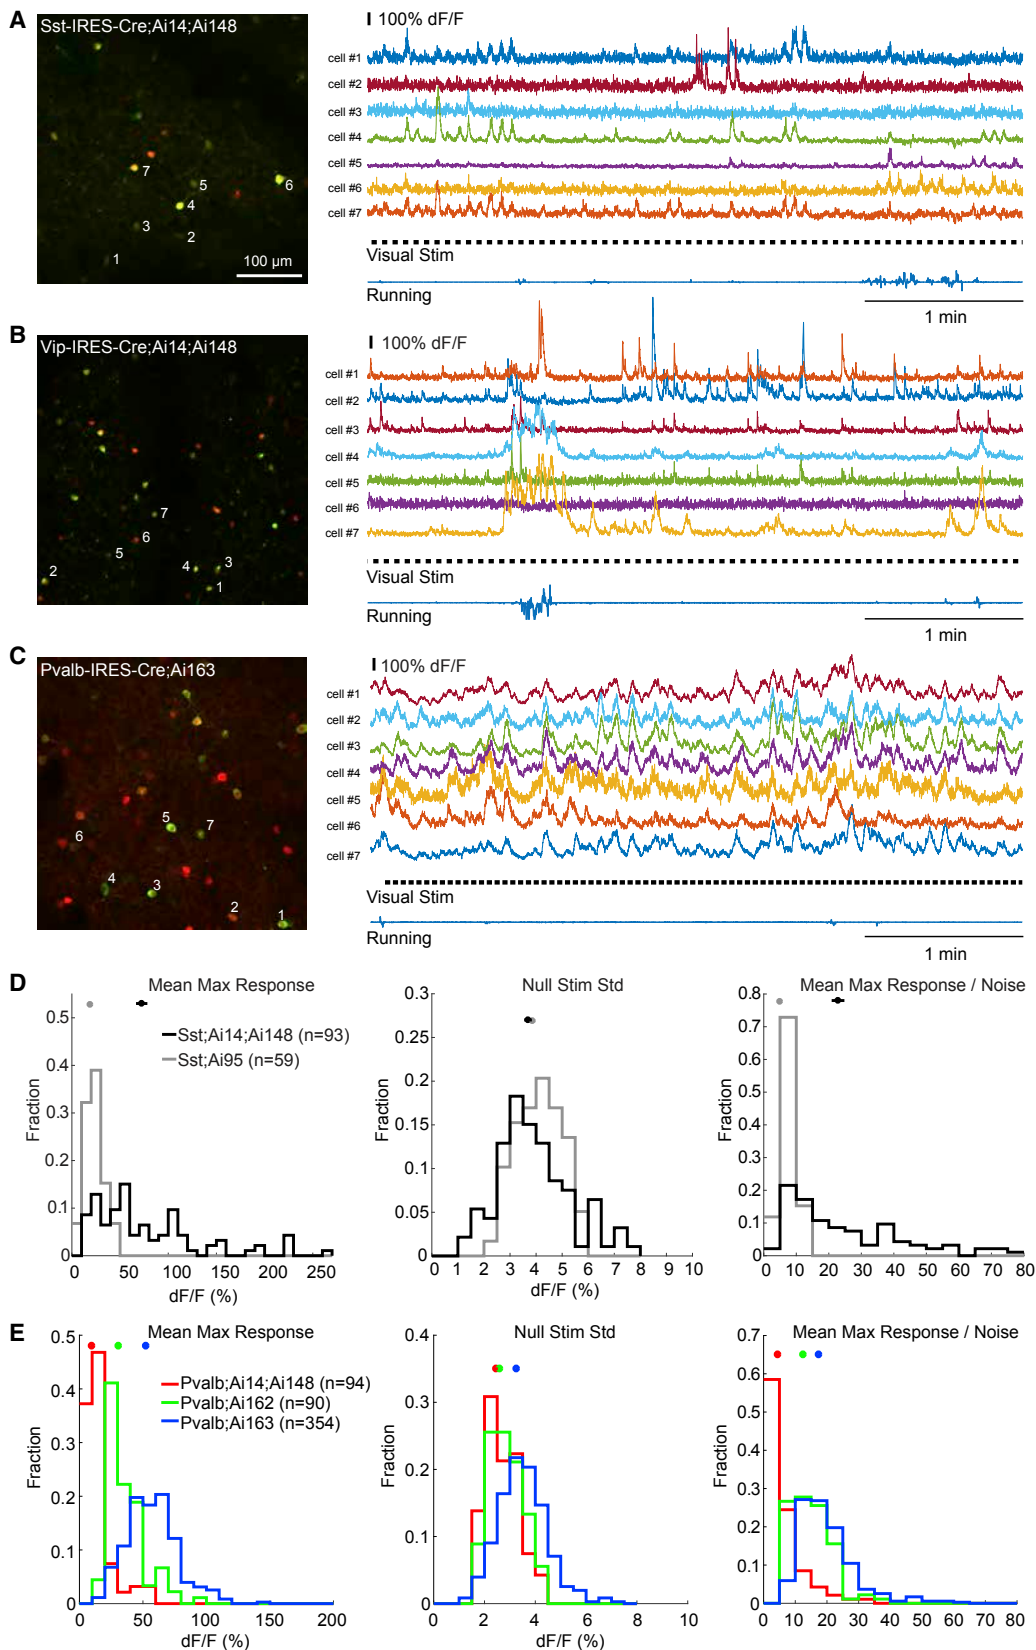 A
Sst-IRES-Cre;Ai14;Ai148
7
5
6
4
3
2
1
100 µm
100% dF/F
cell #1
cell #2
cell #3
cell #4
cell #5
cell #6
cell #7
Visual Stim
Running
1 min
B
Vip-IRES-Cre;Ai14;Ai148
7
6
5
4
3
2
1
100% dF/F
cell #1
cell #2
cell #3
cell #4
cell #5
cell #6
cell #7
Visual Stim
Running
1 min
C
Pvalb-IRES-Cre;Ai163
6
5
7
4
3
2
1
100% dF/F
cell #1
cell #2
cell #3
cell #4
cell #5
cell #6
cell #7
Visual Stim
Running
1 min
D
Mean Max Response
Sst;Ai14;Ai148 (n=93)
Sst;Ai95 (n=59)
Fraction
0.5
0.4
0.3
0.2
0.1
0
0 50 100 150 200 250
dF/F (%)
Null Stim Std
Fraction
0.3
0.25
0.2
0.15
0.1
0.05
0
0 1 2 3 4 5 6 7 8 9 10
dF/F (%)
Mean Max Response / Noise
Fraction
0.8
0.7
0.6
0.5
0.4
0.3
0.2
0.1
0
0 10 20 30 40 50 60 70 80
E
Mean Max Response
Pvalb;Ai14;Ai148 (n=94)
Pvalb;Ai162 (n=90)
Pvalb;Ai163 (n=354)
Fraction
0.5
0.4
0.3
0.2
0.1
0
0 50 100 150 200
dF/F (%)
Null Stim Std
Fraction
0.4
0.3
0.2
0.1
0
0 2 4 6 8 10
dF/F (%)
Mean Max Response / Noise
Fraction
0.7
0.6
0.5
0.4
0.3
0.2
0.1
0
0 10 20 30 40 50 60 70 80